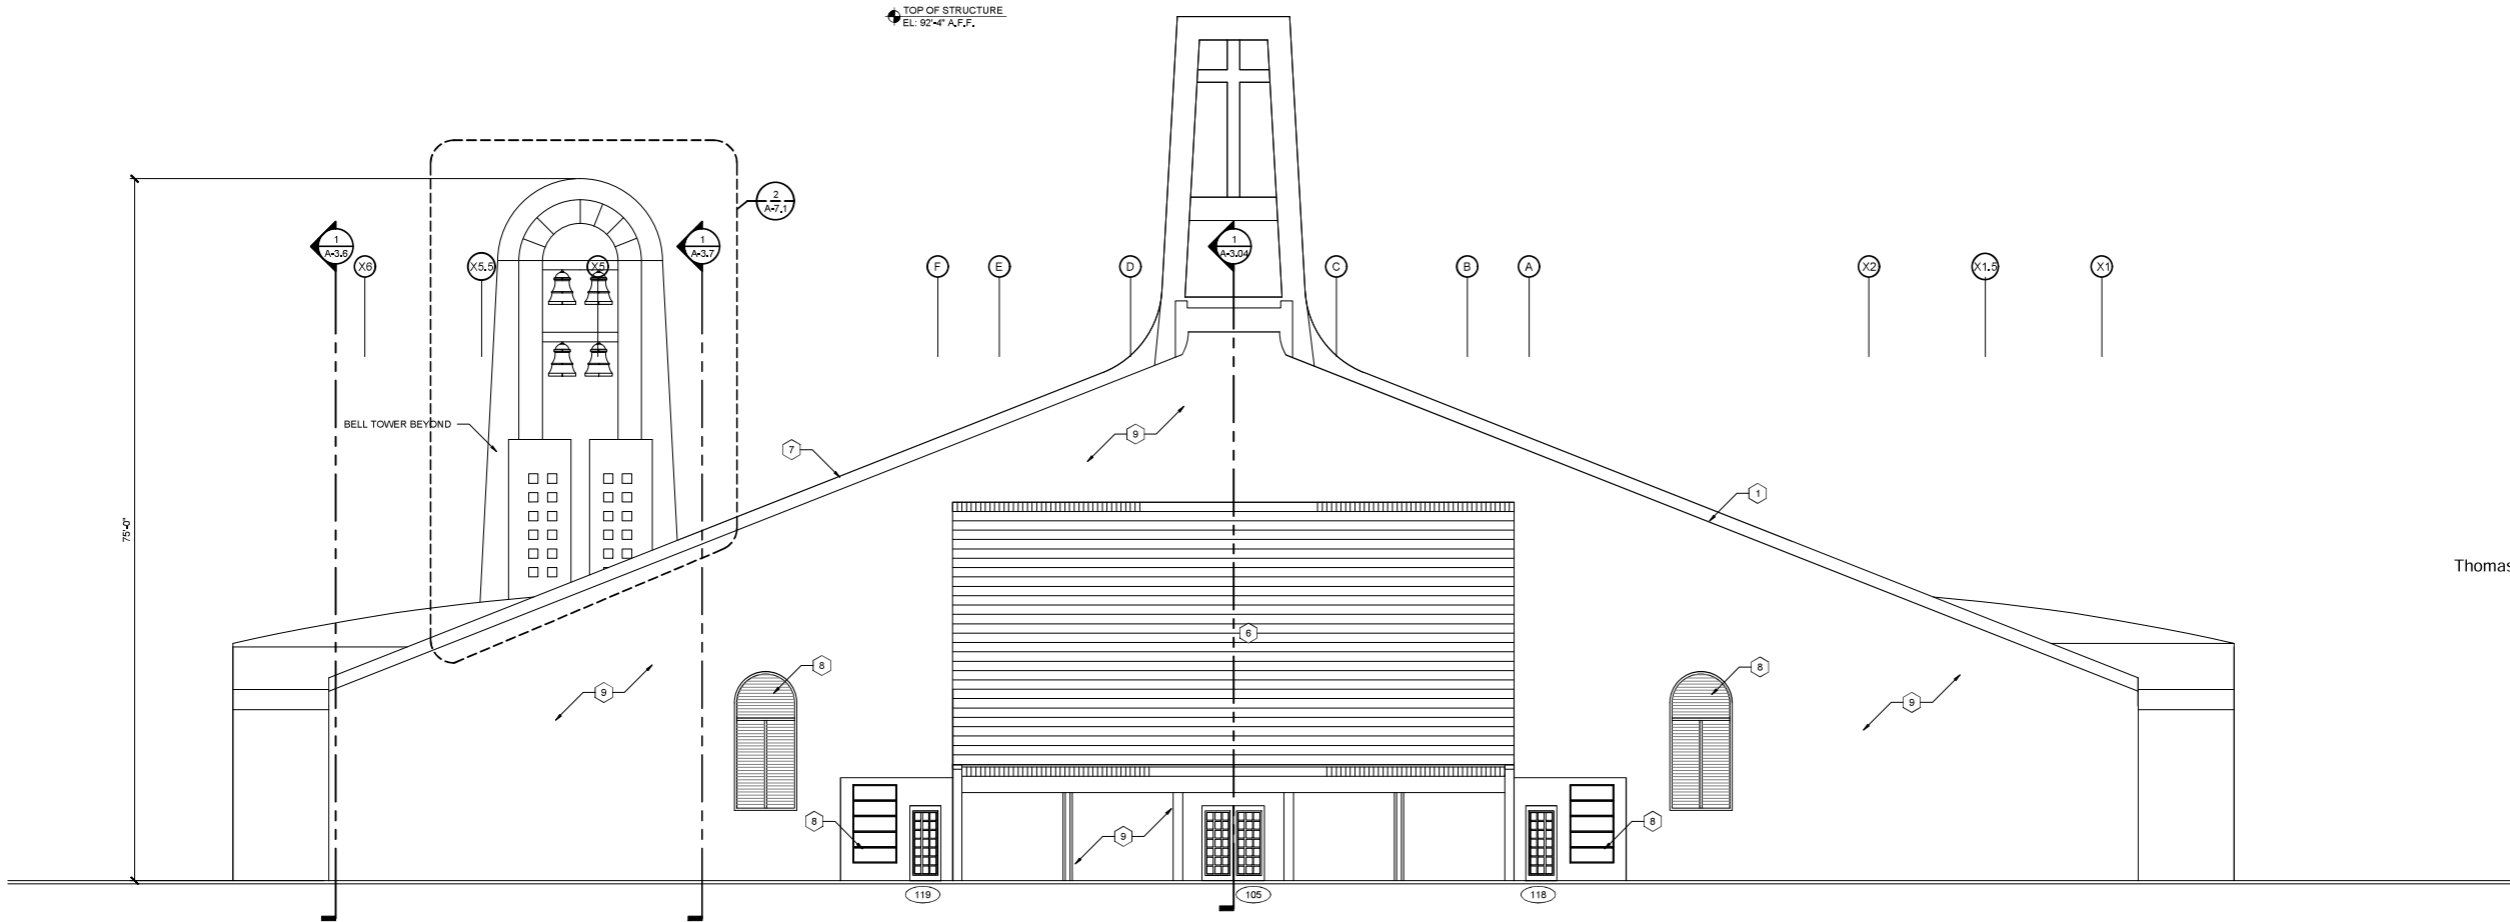 TOP OF STRUCTURE
EL: 92'-4" A.F.F.
2
A-7.1
1
A-3.6
1
A-3.7
1
A-3.04
X6
X5.5
X5
F
E
D
C
B
A
X2
X1.5
X1
BELL TOWER BEYOND
7
9
1
75'-0"
Thomas
6
8
8
9
9
8
9
8
119
105
118